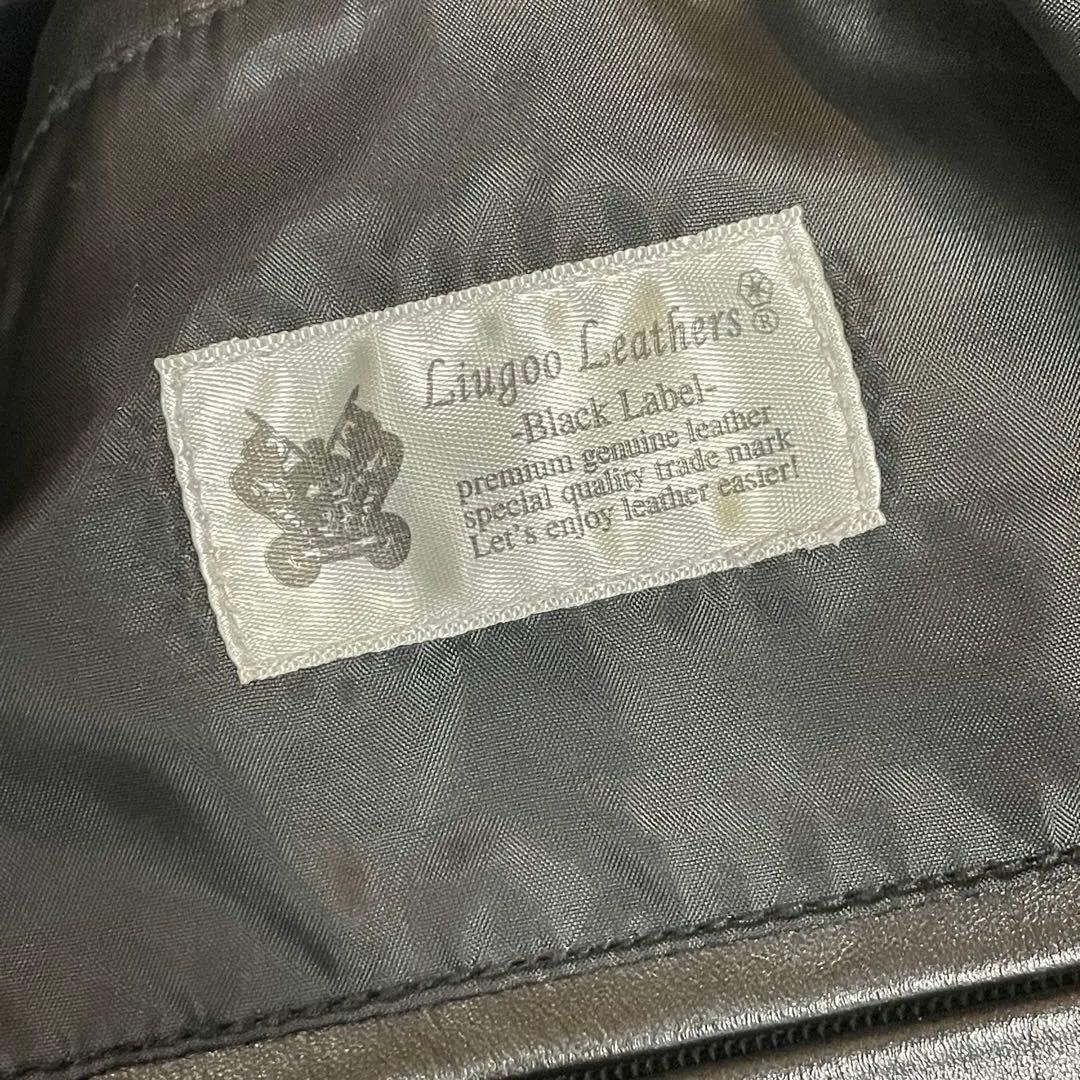 Liugoo Leathers®
-Black Label-
premium genuine leather
special quality trade mark
Let's enjoy leather easier!